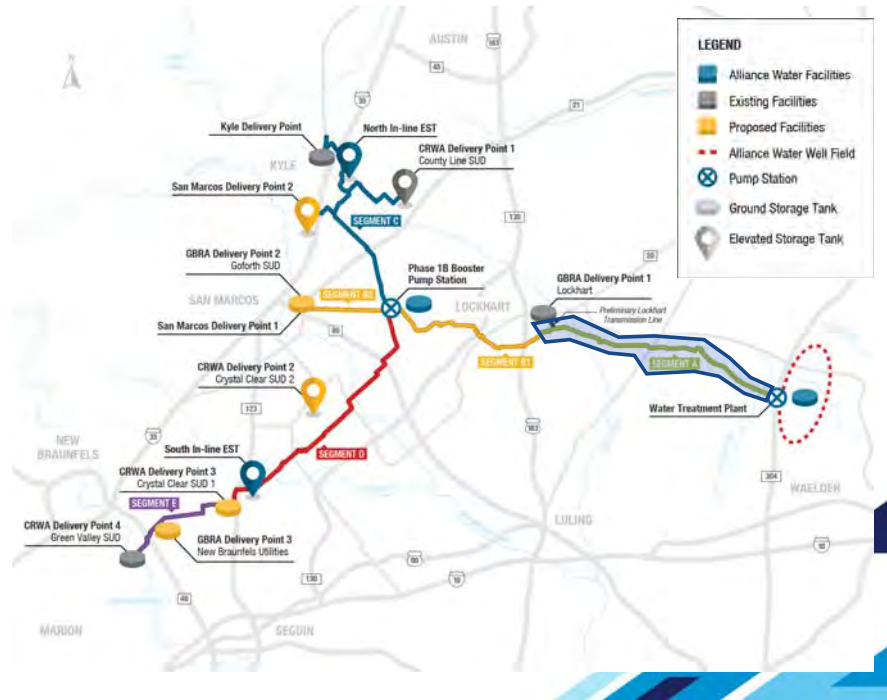 LEGEND
Alliance Water Facilities
Existing Facilities
Proposed Facilities
Alliance Water Well Field
Pump Station
Ground Storage Tank
Elevated Storage Tank
N
AUSTIN
183
45
21
35
Kyle Delivery Point
North In-line EST
CRWA Delivery Point 1
County Line SUD
KYLE
San Marcos Delivery Point 2
SEGMENT C
130
GBRA Delivery Point 2
Goforth SUD
Phase 1B Booster
Pump Station
GBRA Delivery Point 1
Lockhart
SAN MARCOS
SEGMENT B2
LOCKHART
Preliminary Lockhart
Transmission Line
San Marcos Delivery Point 1
80
SEGMENT B1
SEGMENT A
CRWA Delivery Point 2
Crystal Clear SUD 2
Water Treatment Plant
123
183
35
NEW
BRAUNFELS
South In-line EST
SEGMENT D
304
WAELDER
CRWA Delivery Point 3
Crystal Clear SUD 1
SEGMENT E
CRWA Delivery Point 4
Green Valley SUD
GBRA Delivery Point 3
New Braunfels Utilities
LULING
10
90
130
10
46
MARION
SEGUIN